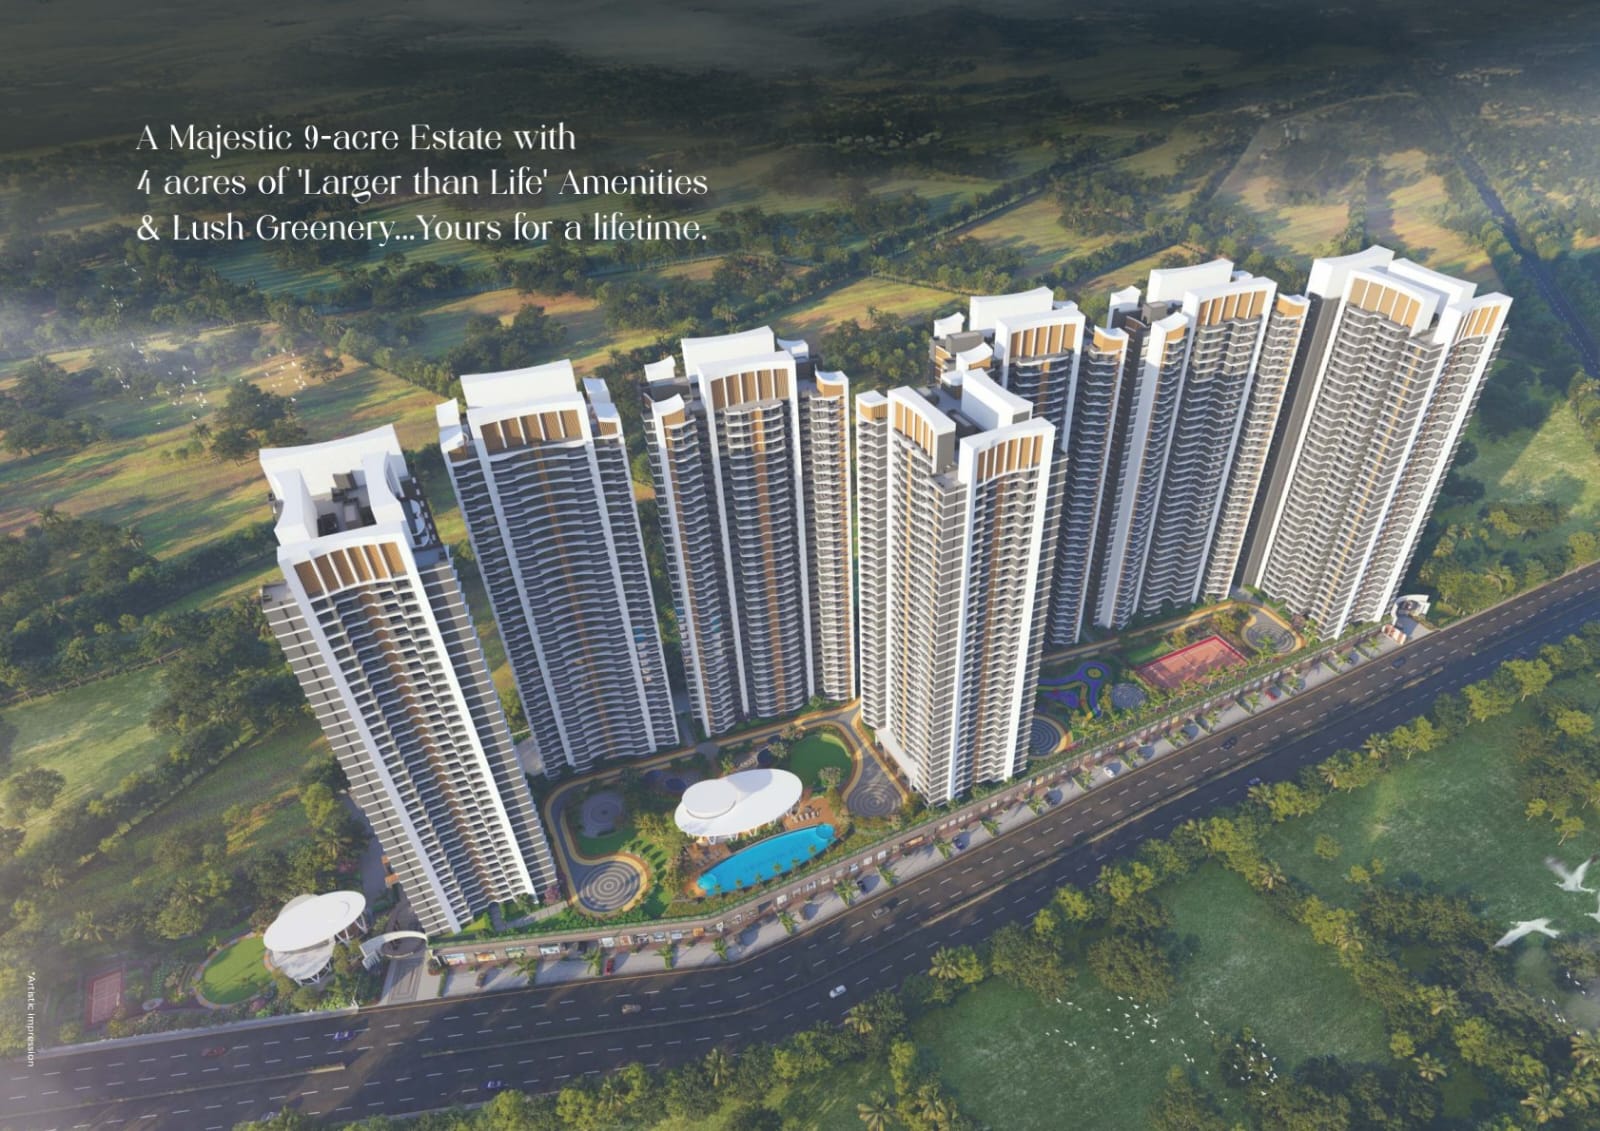 A Majestic 9-acre Estate with
4 acres of 'Larger than Life' Amenities
& Lush Greenery...Yours for a lifetime.
*Artistic impression